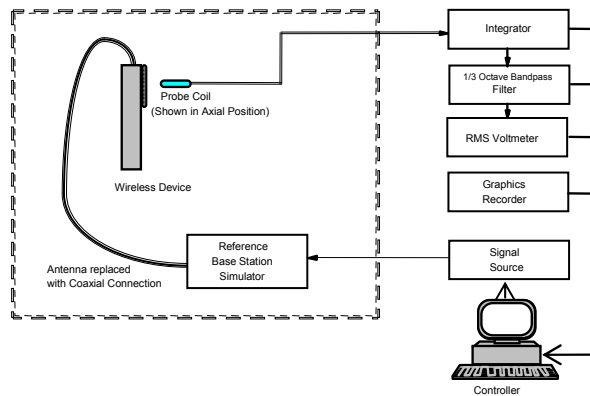 Integrator
1/3 Octave Bandpass
Filter
Probe Coil
(Shown in Axial Position)
RMS Voltmeter
Wireless Device
Graphics
Recorder
Reference
Base Station
Simulator
Signal
Source
Antenna replaced
with Coaxial Connection
Controller